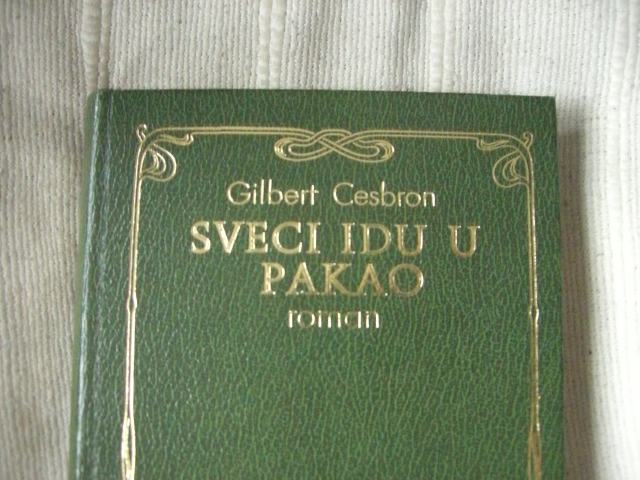 Gilbert Cesbron
SVECI IDU U
PAKAO
roman